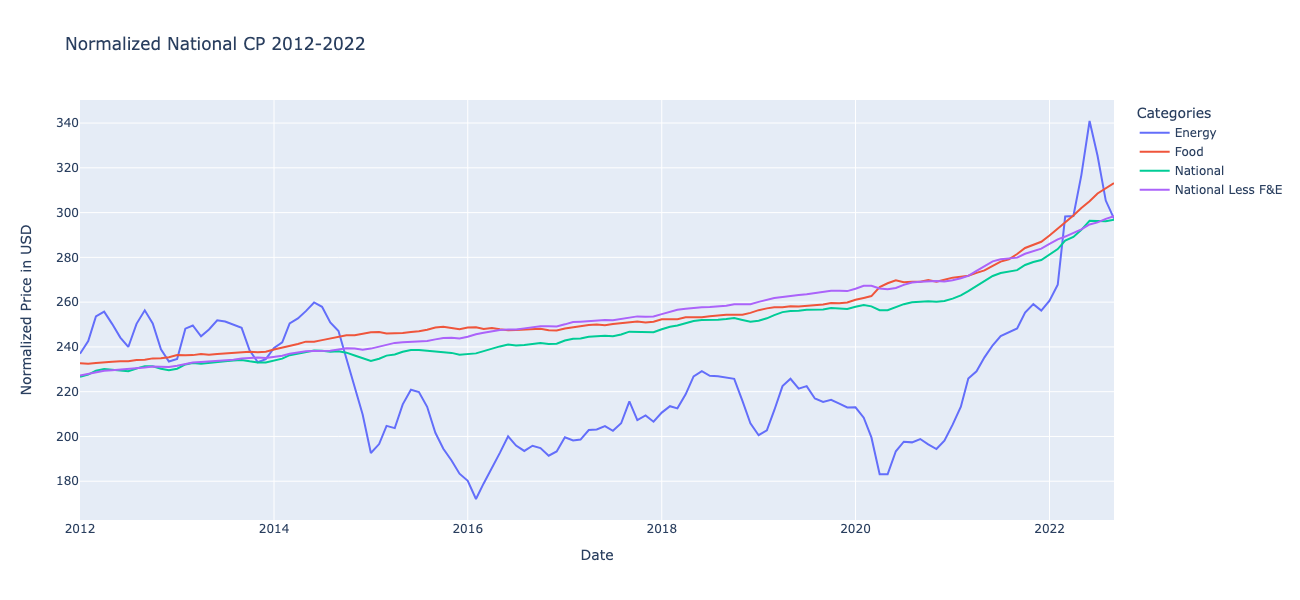 Normalized National CP 2012-2022
Normalized Price in USD
340
320
300
280
260
240
220
200
180
2012
2014
2016
2018
2020
2022
Date
Categories
Energy
Food
National
National Less F&E